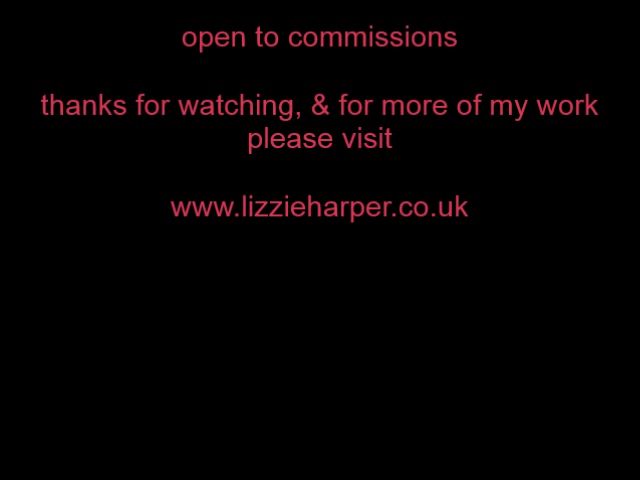 open to commissions
thanks for watching, & for more of my work
please visit
www.lizzieharper.co.uk